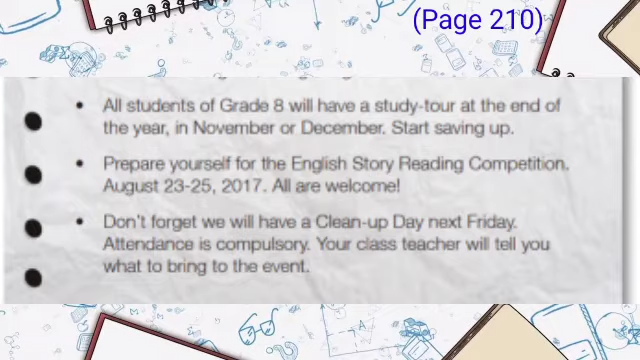 (Page 210)
• All students of Grade 8 will have a study-tour at the end of
the year, in November or December. Start saving up.
• Prepare yourself for the English Story Reading Competition.
August 23-25, 2017. All are welcome!
• Don't forget we will have a Clean-up Day next Friday.
Attendance is compulsory. Your class teacher will tell you
what to bring to the event.